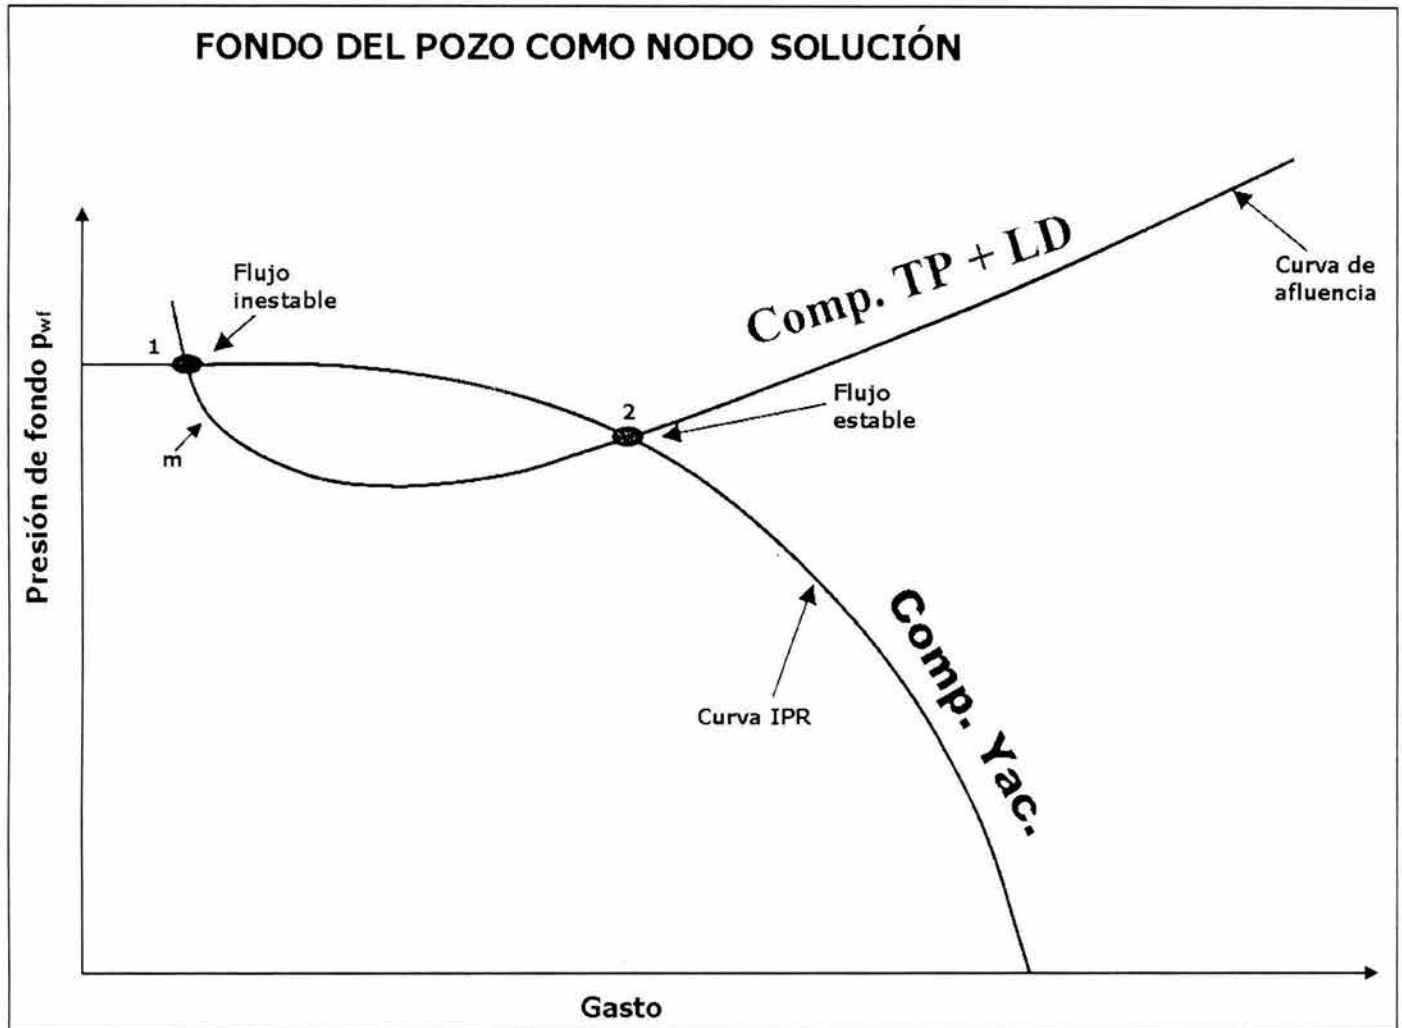 FONDO DEL POZO COMO NODO SOLUCIÓN
Comp. TP + LD
Curva de
afluencia
Flujo
inestable
1
2
Flujo
estable
m
Presión de fondo pwf
Curva IPR
Comp. Yac.
Gasto